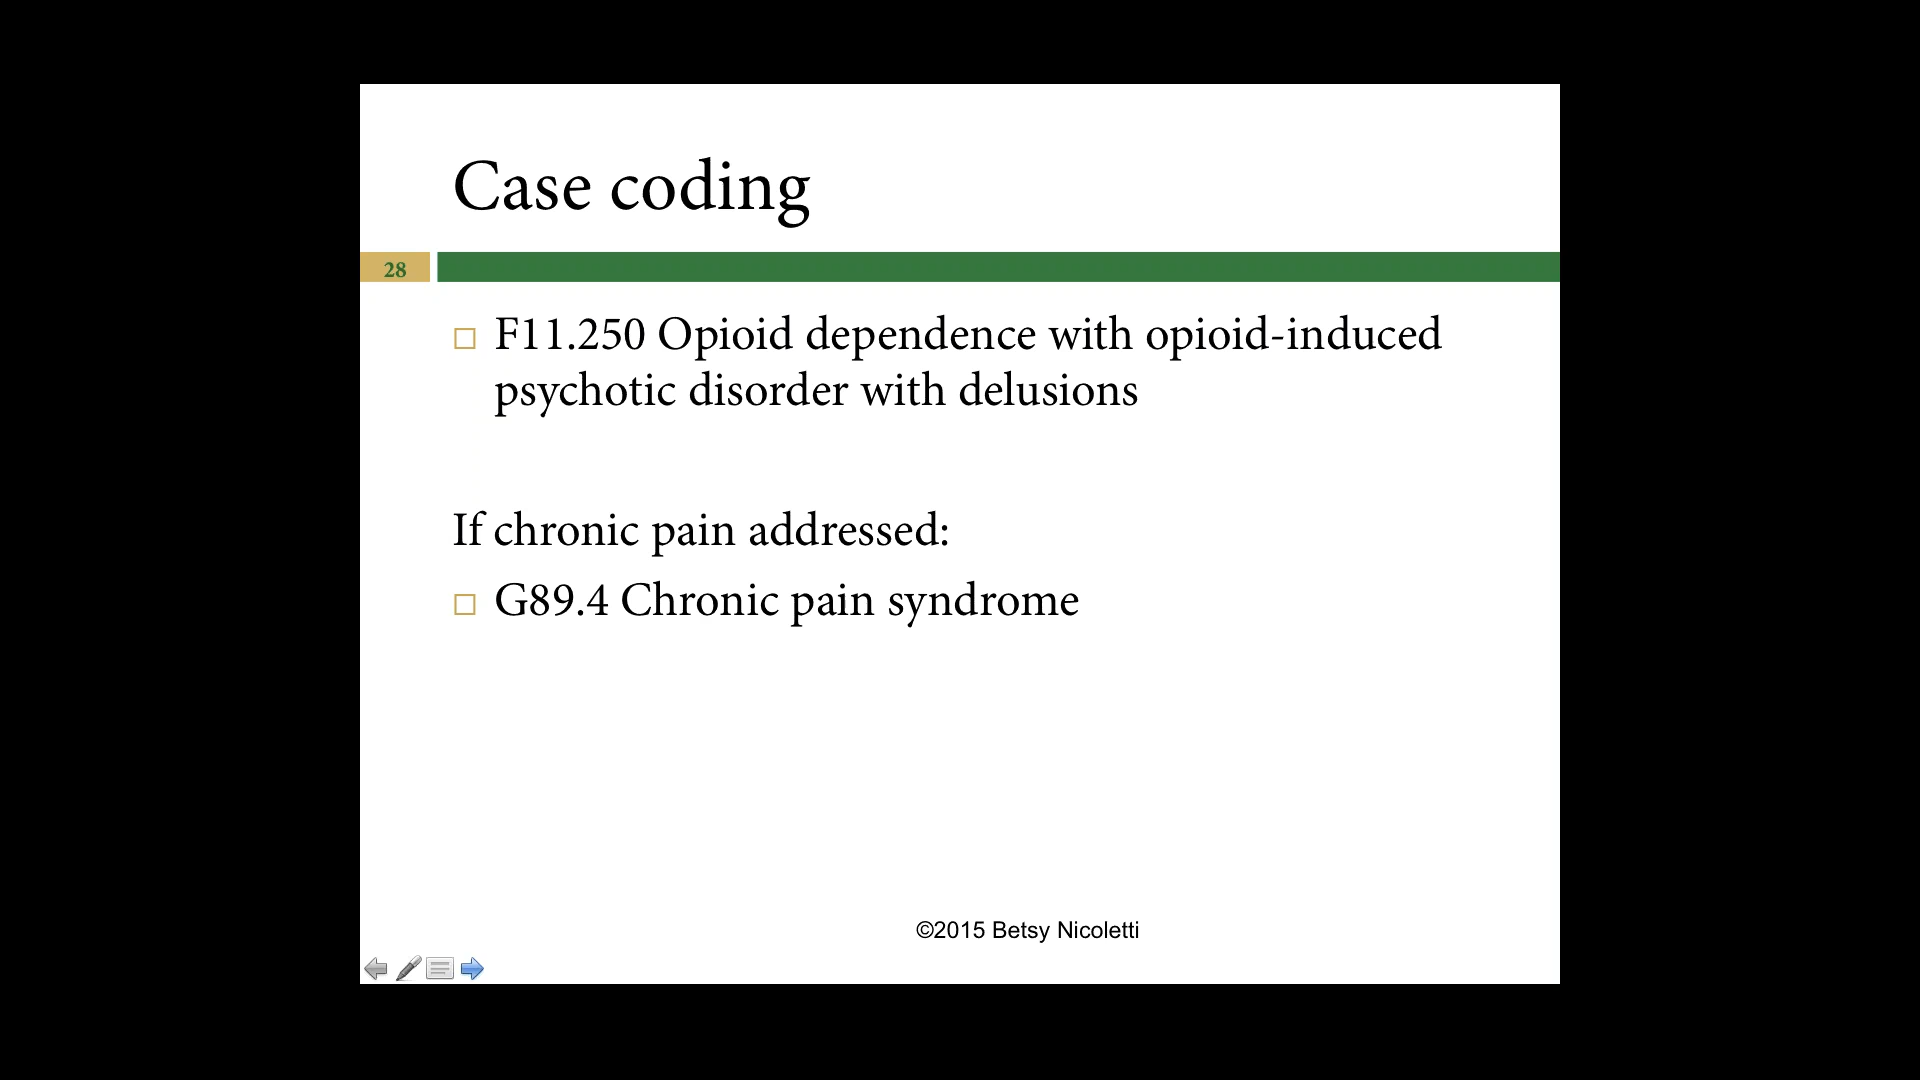 Case coding
28
F11.250 Opioid dependence with opioid-induced
psychotic disorder with delusions
If chronic pain addressed:
G89.4 Chronic pain syndrome
©2015 Betsy Nicoletti